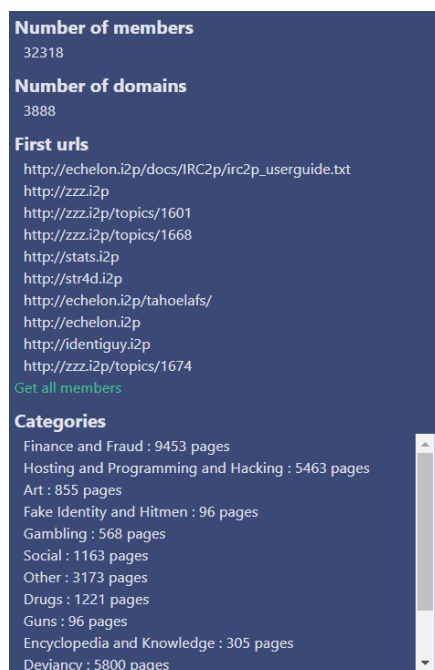 Number of members
32318
Number of domains
3888
First urls
http://echelon.i2p/docs/IRC2p/irc2p_userguide.txt
http://zzz.i2p
http://zzz.i2p/topics/1601
http://zzz.i2p/topics/1668
http://stats.i2p
http://str4d.i2p
http://echelon.i2p/tahoelafs/
http://echelon.i2p
http://identiguy.i2p
http://zzz.i2p/topics/1674
Get all members
Categories
Finance and Fraud : 9453 pages
Hosting and Programming and Hacking : 5463 pages
Art : 855 pages
Fake Identity and Hitmen : 96 pages
Gambling : 568 pages
Social : 1163 pages
Other : 3173 pages
Drugs : 1221 pages
Guns : 96 pages
Encyclopedia and Knowledge : 305 pages
Deviancy : 5800 pages